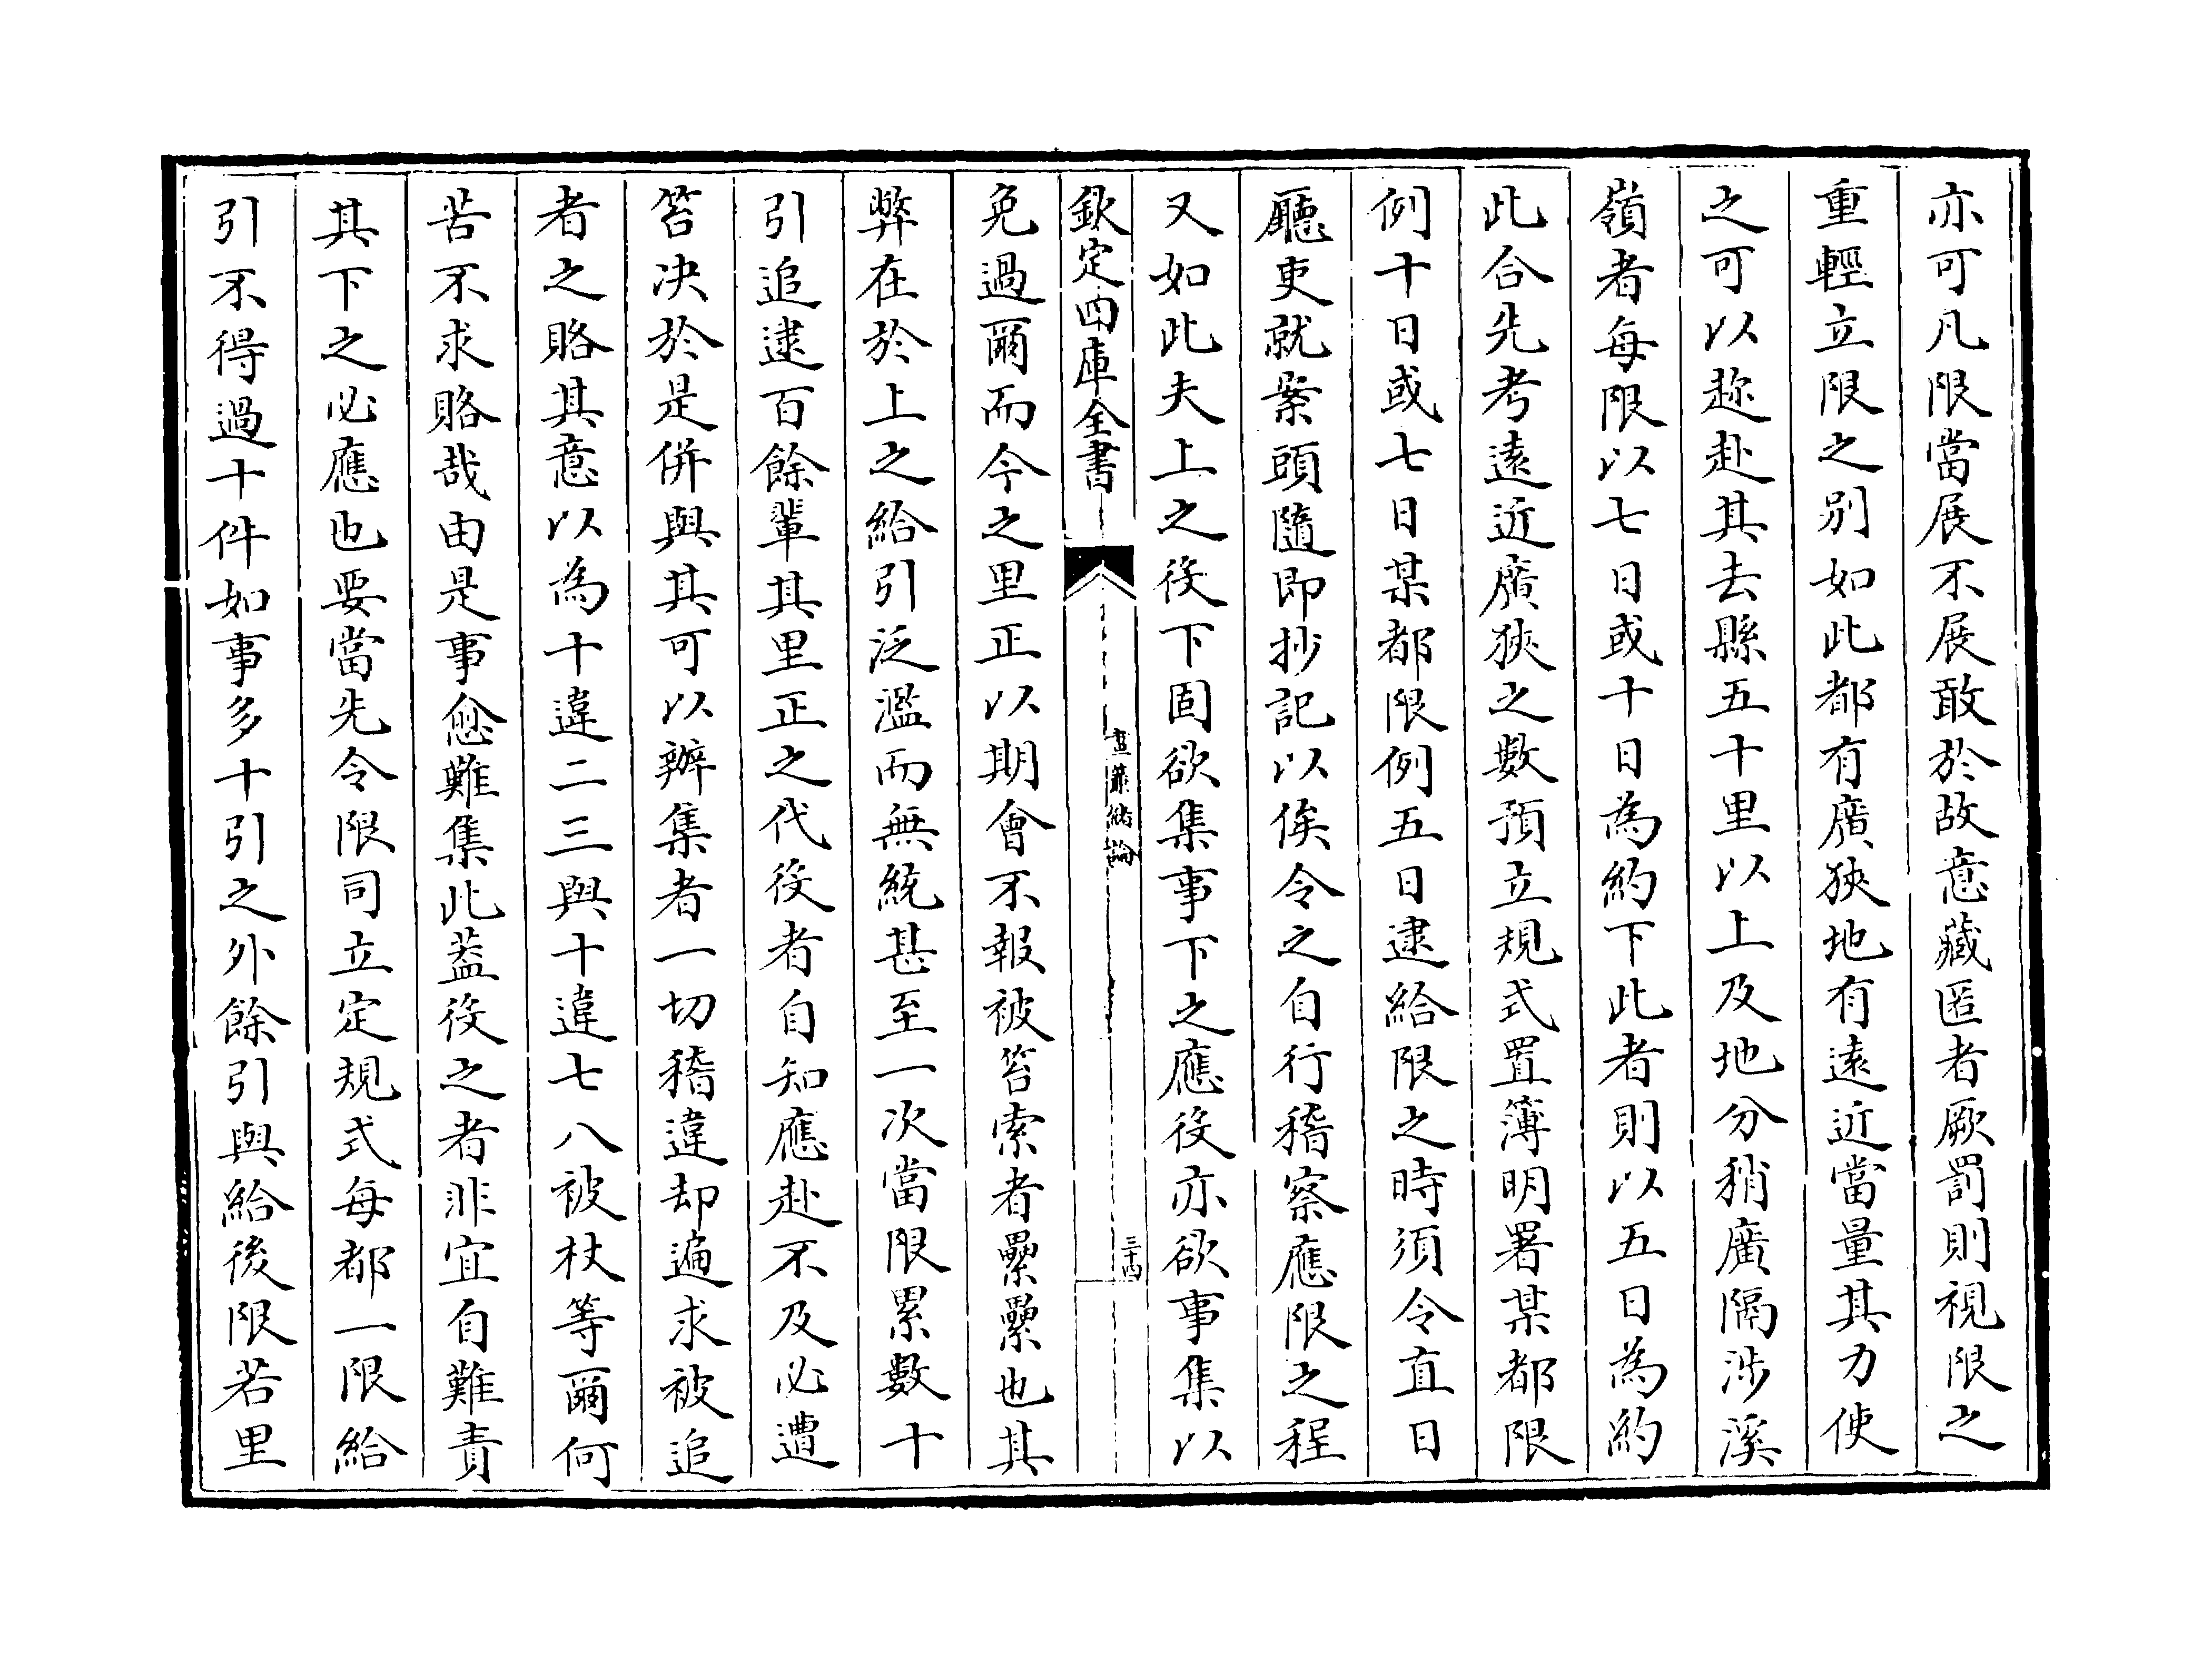 亦可凡限當展不展敢於故意藏匿者厥罰則視限之
重輕立限之别如此都有廣狹地有逺近當量其力使
之可以趂赴其去縣五十里以上及地分稍廣隔渉溪
嶺者每限以七日或十日為約下此者則以五日為約
此合先考逺近廣狹之數預立規式置簿明署某都限
例十日或七日某都限例五日逮給限之時須令直日
廳吏就案頭隨即抄記以俟令之自行稽察應限之程
又如此夫上之役下固欲集事下之應役亦欲事集以
欽定四庫全書
晝簾緒論
三十四
免過爾而今之里正以期會不報被笞索者纍纍也其
弊在於上之給引泛濫而無統甚至一次當限累數十
引追逮百餘輩其里正之代役者自知應赴不及必遭
笞决於是併與其可以辦集者一切稽違却遍求被追
者之賂其意以為十違二三與十違七八被杖等爾何
苦不求賂哉由是事愈難集此葢役之者非宜自難責
其下之必應也要當先令限司立定規式每都一限給
引不得過十件如事多十引之外餘引與給後限若里